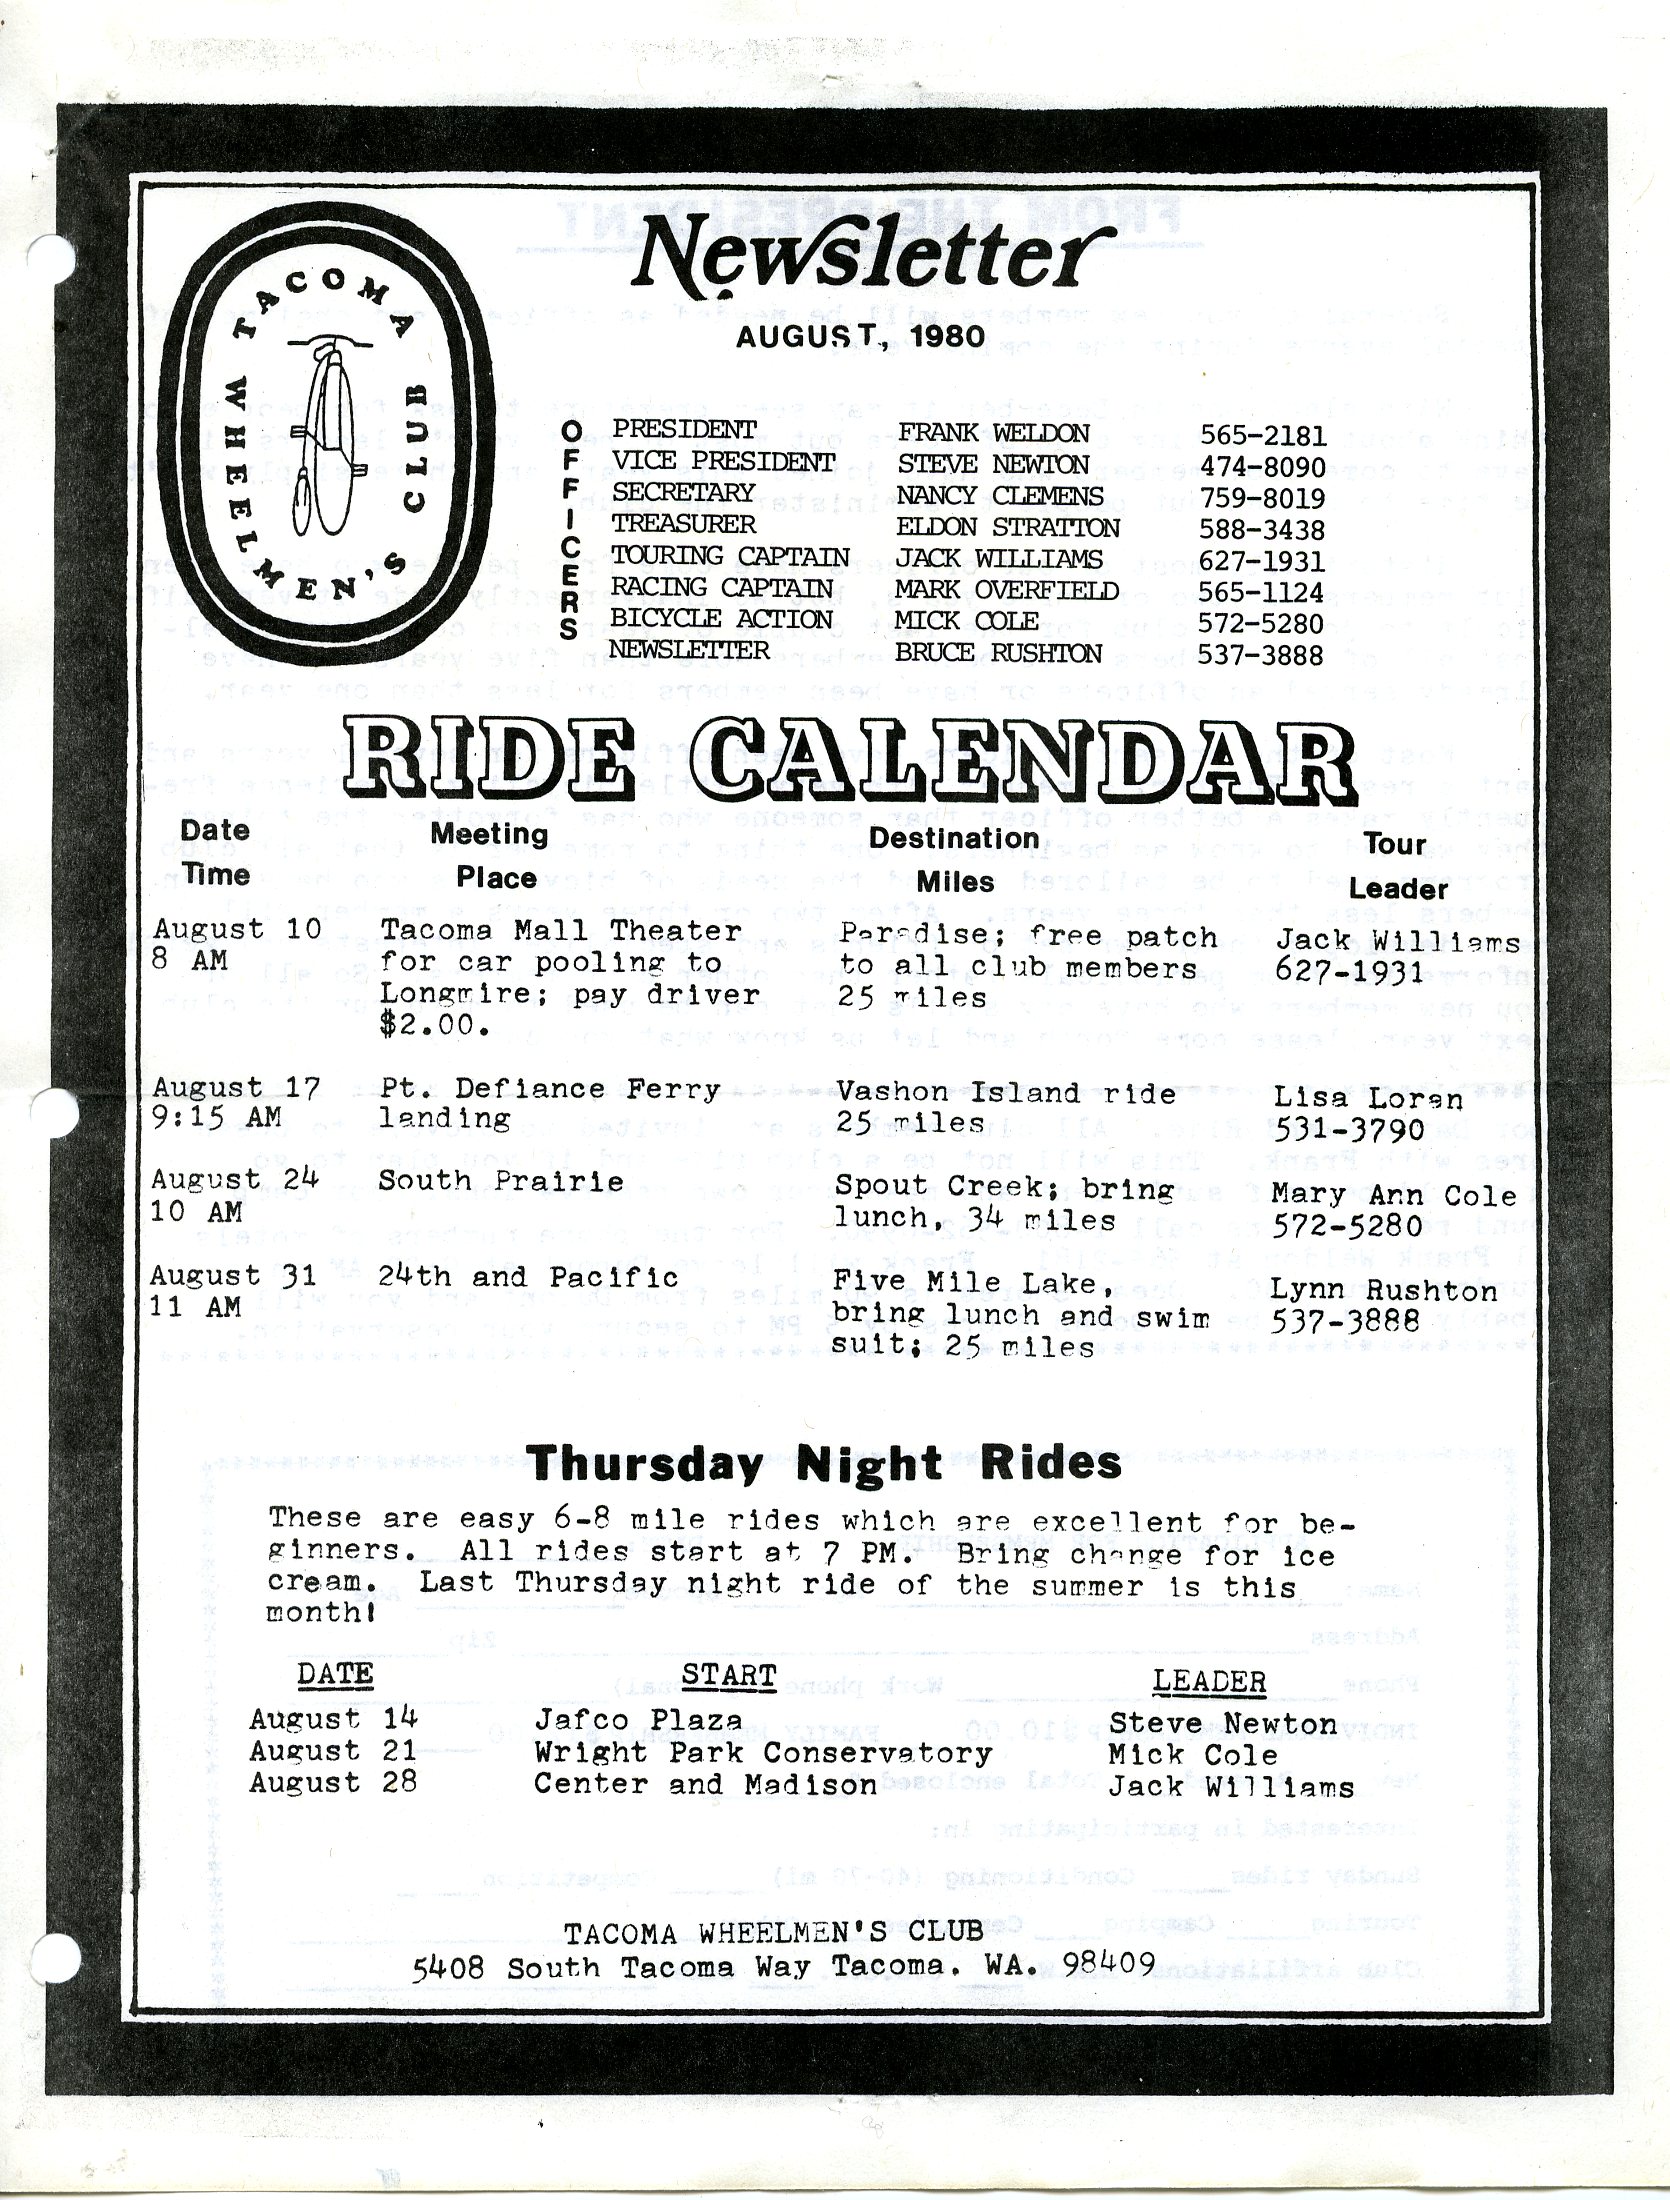 TACOMA WHEELMEN'S CLUB
Newsletter
AUGUST, 1980
OFFICERS
PRESIDENT FRANK WELDON 565-2181
VICE PRESIDENT STEVE NEWTON 474-8090
SECRETARY NANCY CLEMENS 759-8019
TREASURER ELDON STRATTON 588-3438
TOURING CAPTAIN JACK WILLIAMS 627-1931
RACING CAPTAIN MARK OVERFIELD 565-1124
BICYCLE ACTION MICK COLE 572-5280
NEWSLETTER BRUCE RUSHTON 537-3888
RIDE CALENDAR
Date Meeting Destination Tour
Time Place Miles Leader
August 10 Tacoma Mall Theater Paradise; free patch Jack Williams
8 AM for car pooling to to all club members 627-1931
Longmire; pay driver 25 miles
$2.00.
August 17 Pt. Defiance Ferry Vashon Island ride Lisa Loran
9:15 AM landing 25 miles 531-3790
August 24 South Prairie Spout Creek; bring Mary Ann Cole
10 AM lunch, 34 miles 572-5280
August 31 24th and Pacific Five Mile Lake, Lynn Rushton
11 AM bring lunch and swim 537-3888
suit; 25 miles
Thursday Night Rides
These are easy 6-8 mile rides which are excellent for be-
ginners. All rides start at 7 PM. Bring change for ice
cream. Last Thursday night ride of the summer is this
month!
DATE START LEADER
August 14 Jafco Plaza Steve Newton
August 21 Wright Park Conservatory Mick Cole
August 28 Center and Madison Jack Williams
TACOMA WHEELMEN'S CLUB
5408 South Tacoma Way Tacoma. WA. 98409